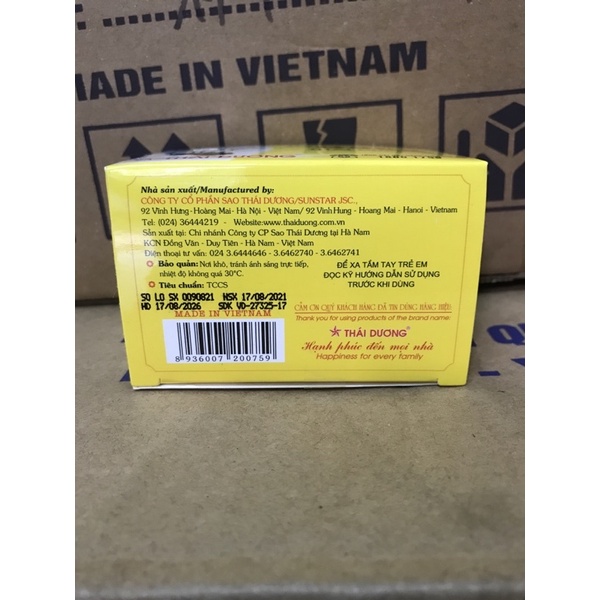 MADE IN VIETNAM
Nhà sản xuất/Manufactured by:
CÔNG TY CỔ PHẦN SAO THÁI DƯƠNG/SUNSTAR JSC.,
92 Vĩnh Hưng-Hoàng Mai- Hà Nội - Việt Nam/ 92 Vinh Hung - Hoang Mai - Hanoi - Vietnam
Tel: (024) 36444219 - Website:www.thaiduong.com.vn
Sản xuất tại: Chi nhánh Công ty CP Sao Thái Dương tại Hà Nam
KCN Đồng Văn - Duy Tiên - Hà Nam - Việt Nam
Điện thoại tư vấn: 024 3.6444646 - 3.6462740/ 3.6462741
Bảo quản: Nơi khô, tránh ánh sáng trực tiếp,
nhiệt độ không quá 30°C.
Tiêu chuẩn: TCCS
ĐỂ XA TẦM TAY TRẺ EM
ĐỌC KỸ HƯỚNG DẪN SỬ DỤNG
TRƯỚC KHI DÙNG
SỐ LÔ SX 0090821 NSX 17/08/2021
HD 17/08/2026 SDK VD-27325-17
MADE IN VIETNAM
8 936007 200759
CẢM ƠN QUÝ KHÁCH HÀNG ĐÃ TIN DÙNG HÀNG HIỆU:
Thank you for using products of the brand name:
THÁI DƯƠNG
Hạnh phúc đến mọi nhà
Happiness for every family